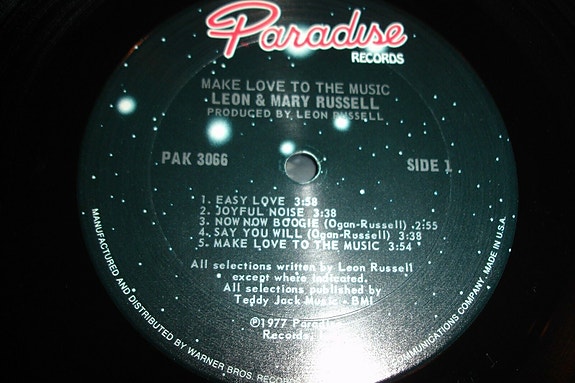 Paradise
RECORDS
MAKE LOVE TO THE MUSIC
LEON & MARY RUSSELL
PRODUCED BY LEON RUSSELL
PAK 3066
SIDE 1
1. EASY LOVE 3:58
2. JOYFUL NOISE 3:38
3. NOW NOW BOOGIE (Ogan-Russell) 2:55
4. SAY YOU WILL (Ogan-Russell) 3:38
5. MAKE LOVE TO THE MUSIC 3:54
All selections written by Leon Russell
* except where indicated.
All selections published by
Teddy Jack Music - BMI
℗1977 Paradise
Records,
MANUFACTURED AND DISTRIBUTED BY WARNER BROS. RECORDS COMMUNICATIONS COMPANY. MADE IN U.S.A.